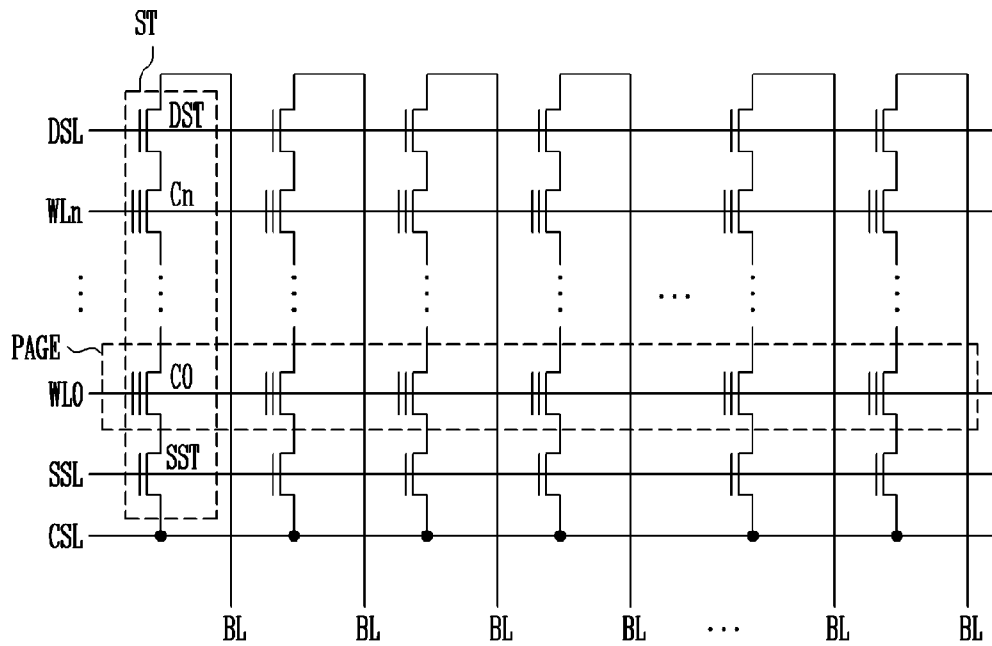 ST
DSL
DST
WLn
Cn
PAGE
WL0
C0
SSL
SST
CSL
BL BL BL BL ... BL BL